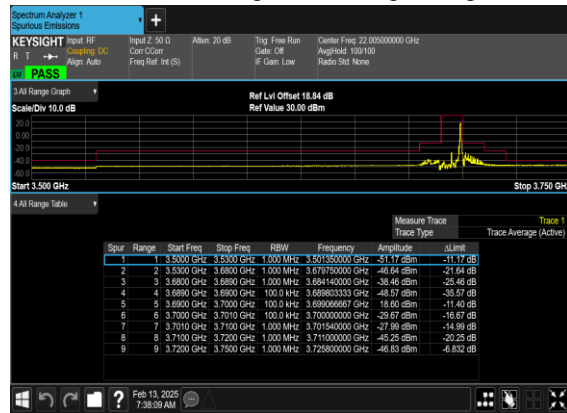 Spectrum Analyzer 1
Spurious Emissions
+
KEYSIGHT Input: RF Input Z: 50 Ω Atten: 20 dB Trig: Free Run Center Freq: 22.005000000 GHz
R T Coupling: DC Corr CCorr Gate: Off Avg|Hold: 100/100
Align: Auto Freq Ref: Int (S) IF Gain: Low Radio Std: None
PASS
3 All Range Graph Ref Lvl Offset 18.84 dB
Scale/Div 10.0 dB Ref Value 30.00 dBm
20.0
0.00
-20.0
-40.0
-60.0
Start 3.500 GHz Stop 3.750 GH
4 All Range Table
Measure Trace Trace 1
Trace Type Trace Average (Active)
Spur Range Start Freq Stop Freq RBW Frequency Amplitude ΔLimit
1 1 3.5000 GHz 3.5300 GHz 1.000 MHz 3.501350000 GHz -51.17 dBm -11.17 dB
2 2 3.5300 GHz 3.6800 GHz 1.000 MHz 3.679750000 GHz -46.64 dBm -21.64 dB
3 3 3.6800 GHz 3.6890 GHz 1.000 MHz 3.684140000 GHz -38.46 dBm -25.46 dB
4 4 3.6890 GHz 3.6900 GHz 100.0 kHz 3.689803333 GHz -48.57 dBm -35.57 dB
5 5 3.6900 GHz 3.7000 GHz 100.0 kHz 3.699066667 GHz 18.60 dBm -11.40 dB
6 6 3.7000 GHz 3.7010 GHz 100.0 kHz 3.700000000 GHz -29.67 dBm -16.67 dB
7 7 3.7010 GHz 3.7100 GHz 1.000 MHz 3.701540000 GHz -27.99 dBm -14.99 dB
8 8 3.7100 GHz 3.7200 GHz 1.000 MHz 3.711000000 GHz -45.25 dBm -20.25 dB
9 9 3.7200 GHz 3.7500 GHz 1.000 MHz 3.725800000 GHz -46.83 dBm -6.832 dB
? Feb 13, 2025
7:38:09 AM